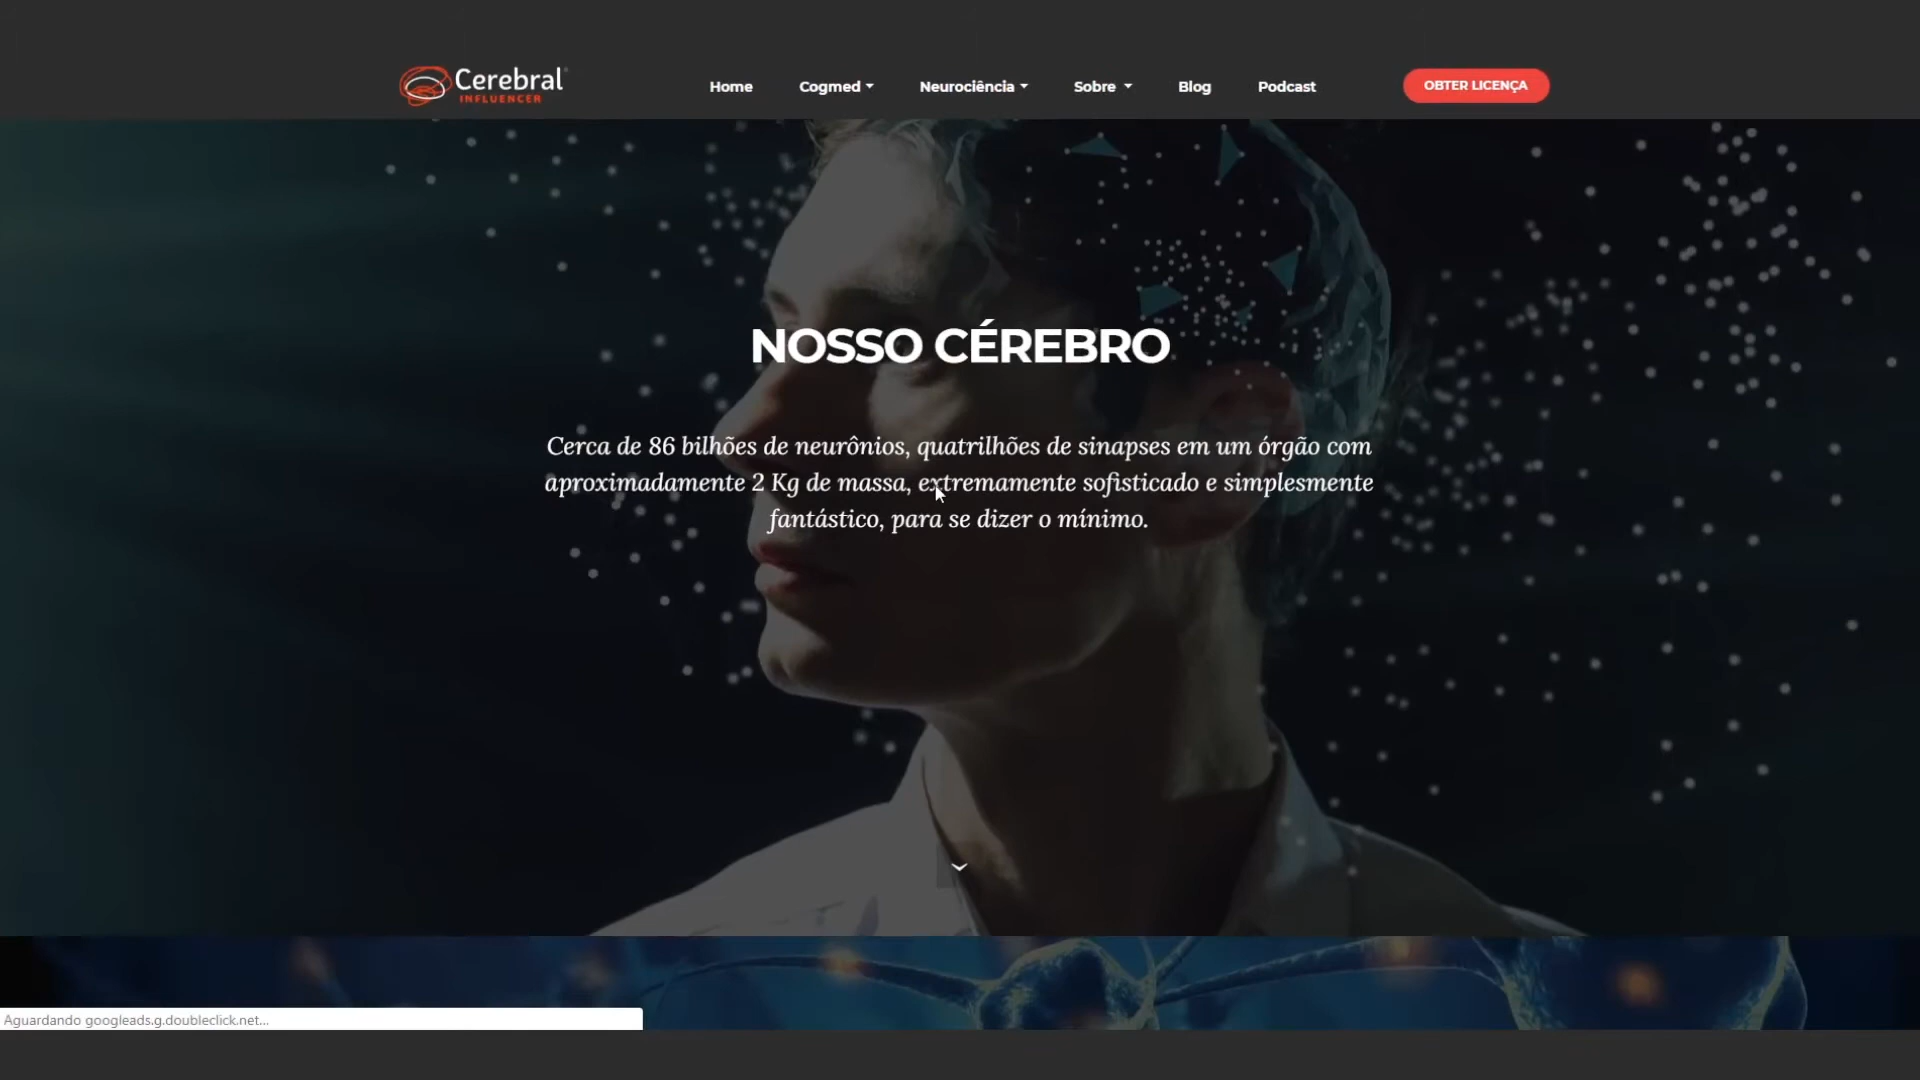 Cerebral
INFLUENCER
Home
Cogmed
Neurociência
Sobre
Blog
Podcast
OBTER LICENÇA
NOSSO CÉREBRO
Cerca de 86 bilhões de neurônios, quatrilhões de sinapses em um órgão com
aproximadamente 2 Kg de massa, extremamente sofisticado e simplesmente
fantástico, para se dizer o mínimo.
Aguardando googleads.g.doubleclick.net...